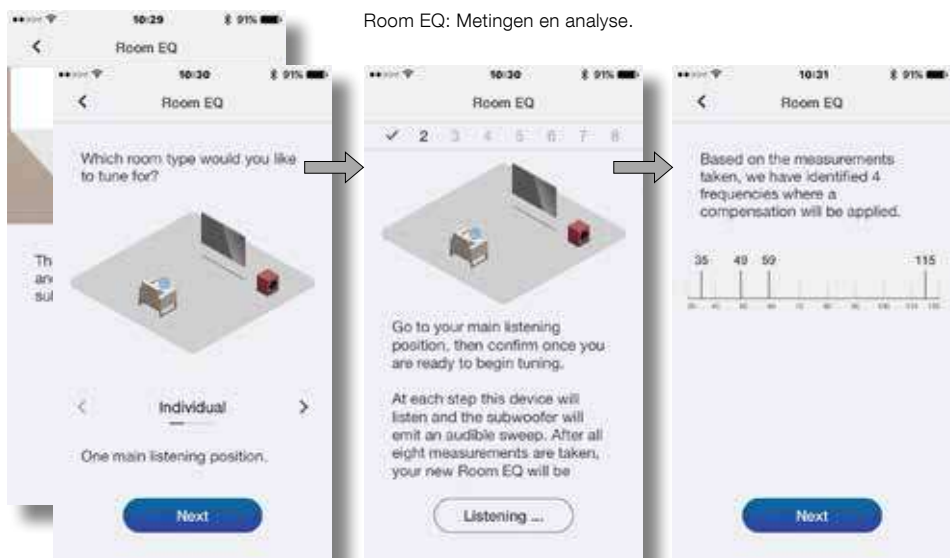 Room EQ: Metingen en analyse.
10:29 91%
Room EQ
Th
an
su
10:30 91%
Room EQ
Which room type would you like
to tune for?
Individual
One main listening position.
Next
10:30 91%
Room EQ
2 3 4 5 6 7 8
Go to your main listening
position, then confirm once you
are ready to begin tuning.
At each step this device will
listen and the subwoofer will
emit an audible sweep. After all
eight measurements are taken,
your new Room EQ will be
Listening ...
10:31 91%
Room EQ
Based on the measurements
taken, we have identified 4
frequencies where a
compensation will be applied.
35 49 59 115
Next